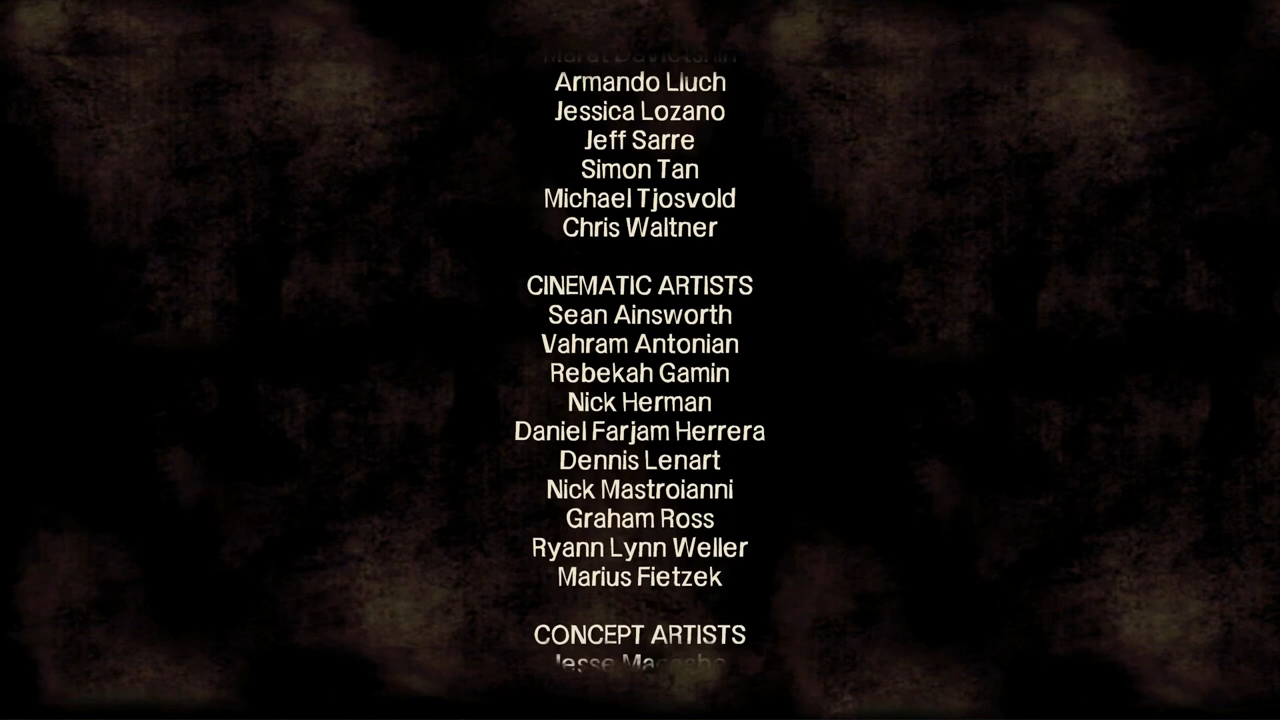 Armando Lluch
Jessica Lozano
Jeff Sarre
Simon Tan
Michael Tjosvold
Chris Waltner
CINEMATIC ARTISTS
Sean Ainsworth
Vahram Antonian
Rebekah Gamin
Nick Herman
Daniel Farjam Herrera
Dennis Lenart
Nick Mastroianni
Graham Ross
Ryann Lynn Weller
Marius Fietzek
CONCEPT ARTISTS
Jesse